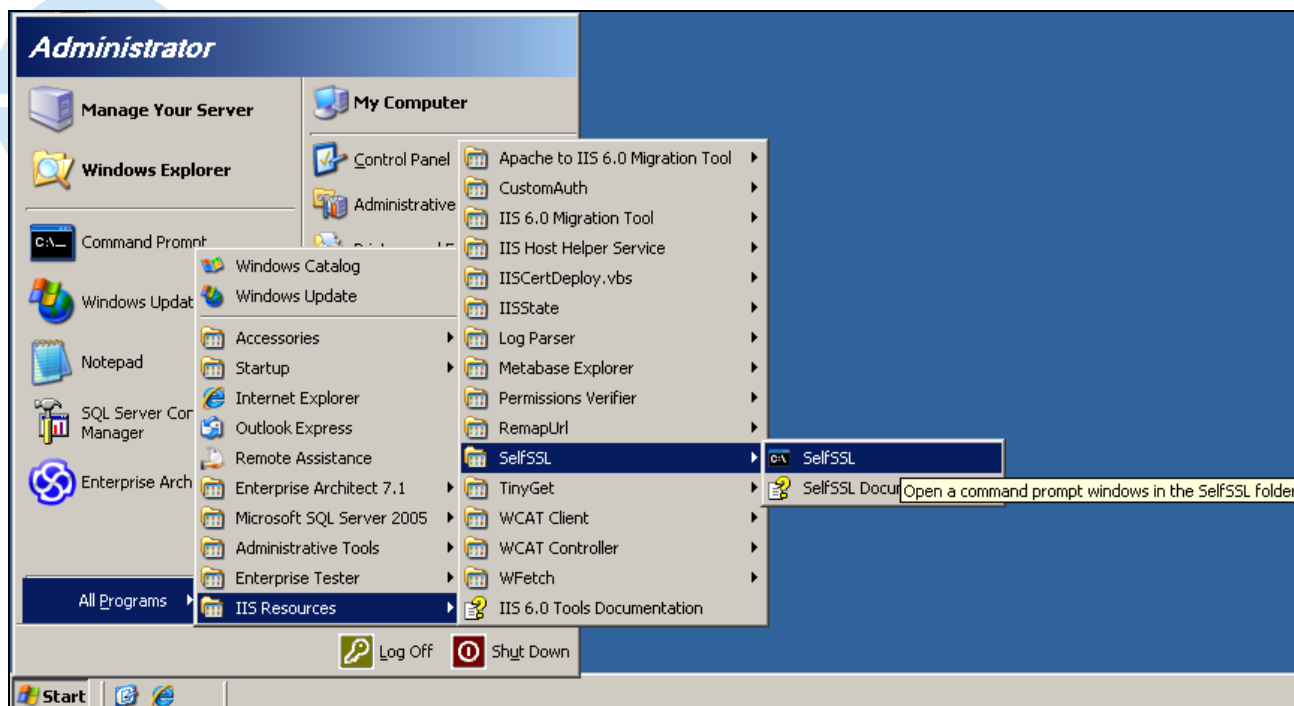 Administrator
Manage Your Server
My Computer
Windows Explorer
Control Panel
Administrative
Command Prompt
Windows Updat
Notepad
SQL Server Con
Manager
Enterprise Arch
All Programs
Windows Catalog
Windows Update
Accessories
Startup
Internet Explorer
Outlook Express
Remote Assistance
Enterprise Architect 7.1
Microsoft SQL Server 2005
Administrative Tools
Enterprise Tester
IIS Resources
Apache to IIS 6.0 Migration Tool
CustomAuth
IIS 6.0 Migration Tool
IIS Host Helper Service
IISCertDeploy.vbs
IISState
Log Parser
Metabase Explorer
Permissions Verifier
RemapUrl
SelfSSL
TinyGet
WCAT Client
WCAT Controller
WFetch
IIS 6.0 Tools Documentation
SelfSSL
SelfSSL Docu
Open a command prompt windows in the SelfSSL folder
Log Off
Shut Down
Start